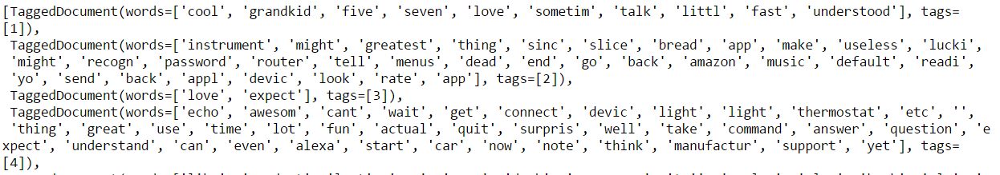 [TaggedDocument(words=['cool', 'grandkid', 'five', 'seven', 'love', 'sometim', 'talk', 'littl', 'fast', 'understood'], tags=
[1]),
 TaggedDocument(words=['instrument', 'might', 'greatest', 'thing', 'sinc', 'slice', 'bread', 'app', 'make', 'useless', 'lucki',
 'might', 'recogn', 'password', 'router', 'tell', 'menus', 'dead', 'end', 'go', 'back', 'amazon', 'music', 'default', 'readi',
 'yo', 'send', 'back', 'appl', 'devic', 'look', 'rate', 'app'], tags=[2]),
 TaggedDocument(words=['love', 'expect'], tags=[3]),
 TaggedDocument(words=['echo', 'awesom', 'cant', 'wait', 'get', 'connect', 'devic', 'light', 'light', 'thermostat', 'etc', '',
 'thing', 'great', 'use', 'time', 'lot', 'fun', 'actual', 'quit', 'surpris', 'well', 'take', 'command', 'answer', 'question', 'e
xpect', 'understand', 'can', 'even', 'alexa', 'start', 'car', 'now', 'note', 'think', 'manufactur', 'support', 'yet'], tags=
[4]),